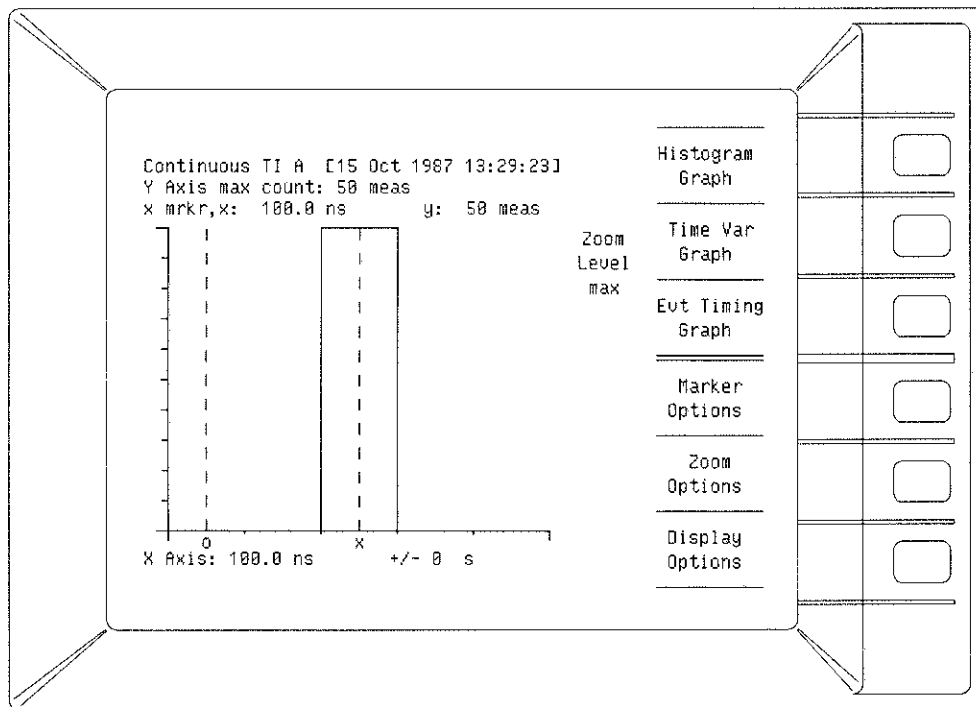 Continuous TI A [15 Oct 1987 13:29:23]
Y Axis max count: 50 meas
x mrkr,x: 100.0 ns y: 50 meas
Zoom
Level
max
O
X
X Axis: 100.0 ns +/- 0 s
Histogram
Graph
Time Var
Graph
Evt Timing
Graph
Marker
Options
Zoom
Options
Display
Options